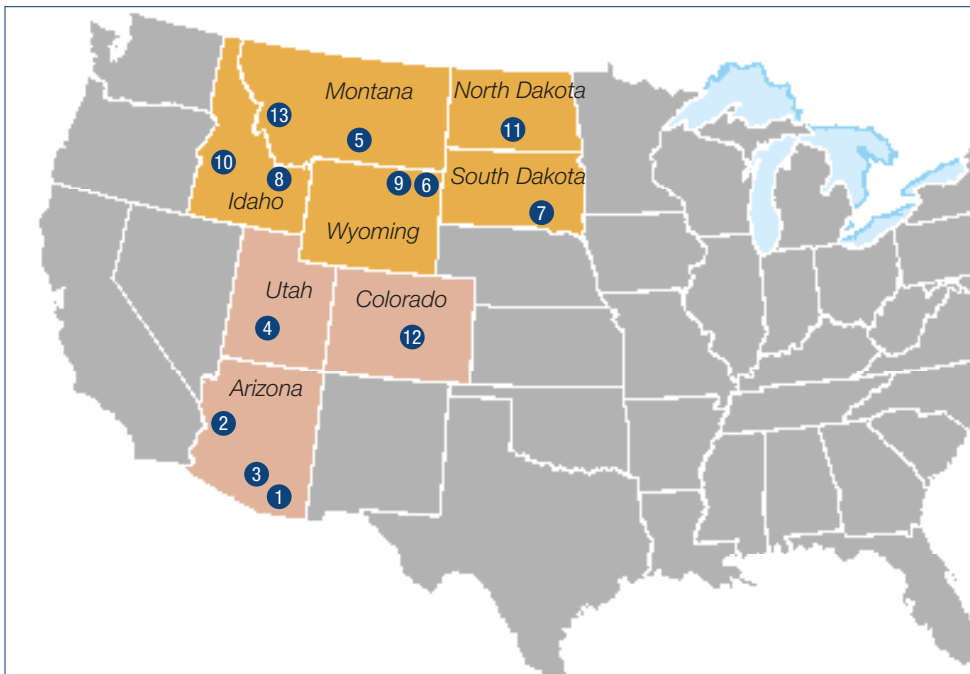 Montana
North Dakota
13
5
11
10
8
9
6
South Dakota
Idaho
7
Wyoming
Utah
Colorado
4
12
Arizona
2
3
1